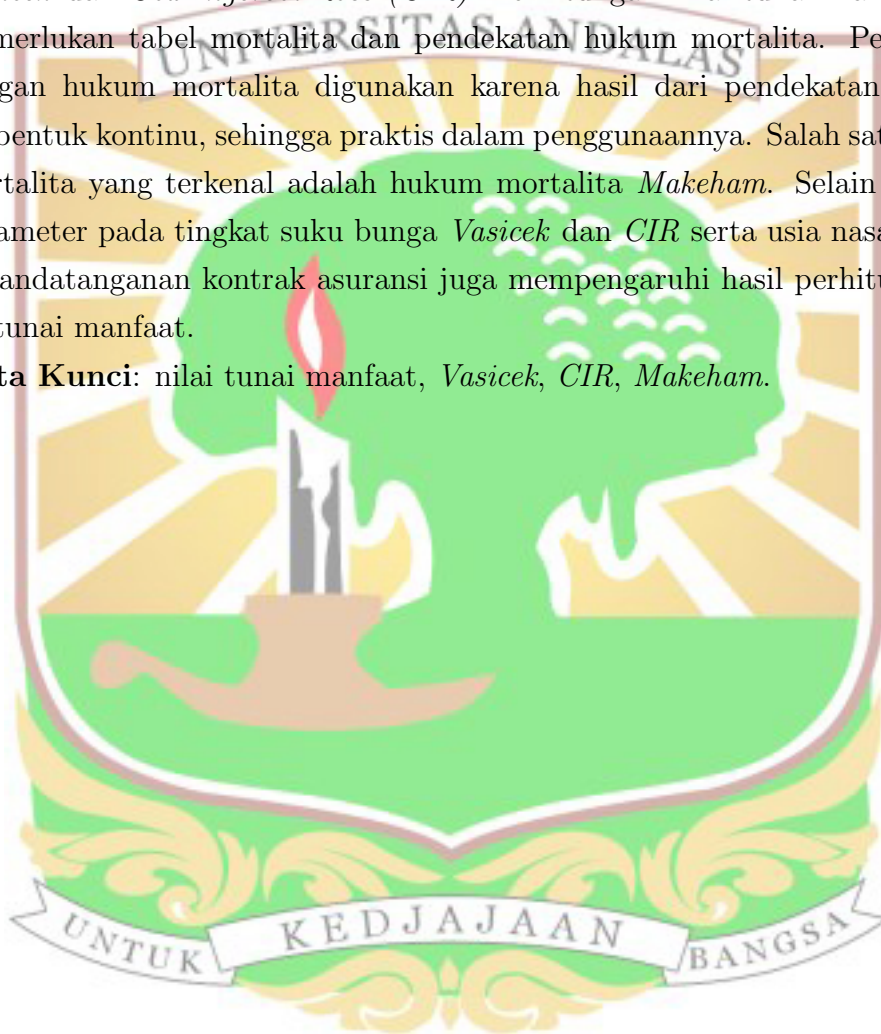 merlukan tabel mortalita dan pendekatan hukum mortalita. Pe
UNIVERSITAS ANDALAS
gan hukum mortalita digunakan karena hasil dari pendekatan
bentuk kontinu, sehingga praktis dalam penggunaannya. Salah sat
rtalita yang terkenal adalah hukum mortalita Makeham. Selain
ameter pada tingkat suku bunga Vasicek dan CIR serta usia nasa
andatanganan kontrak asuransi juga mempengaruhi hasil perhitu
tunai manfaat.
ta Kunci: nilai tunai manfaat, Vasicek, CIR, Makeham.
UNTUK KEDJAJAAN BANGSA